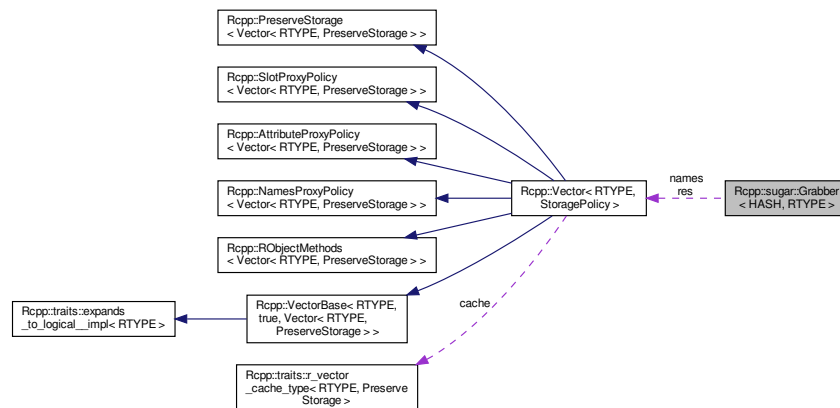 Rcpp::PreserveStorage
< Vector< RTYPE, PreserveStorage > >
Rcpp::SlotProxyPolicy
< Vector< RTYPE, PreserveStorage > >
Rcpp::AttributeProxyPolicy
< Vector< RTYPE, PreserveStorage > >
Rcpp::NamesProxyPolicy
< Vector< RTYPE, PreserveStorage > >
Rcpp::Vector< RTYPE,
StoragePolicy >
names
res
Rcpp::sugar::Grabber
< HASH, RTYPE >
Rcpp::RObjectMethods
< Vector< RTYPE, PreserveStorage > >
Rcpp::traits::expands
_to_logical__impl< RTYPE >
Rcpp::VectorBase< RTYPE,
true, Vector< RTYPE,
PreserveStorage > >
cache
Rcpp::traits::r_vector
_cache_type< RTYPE, Preserve
Storage >